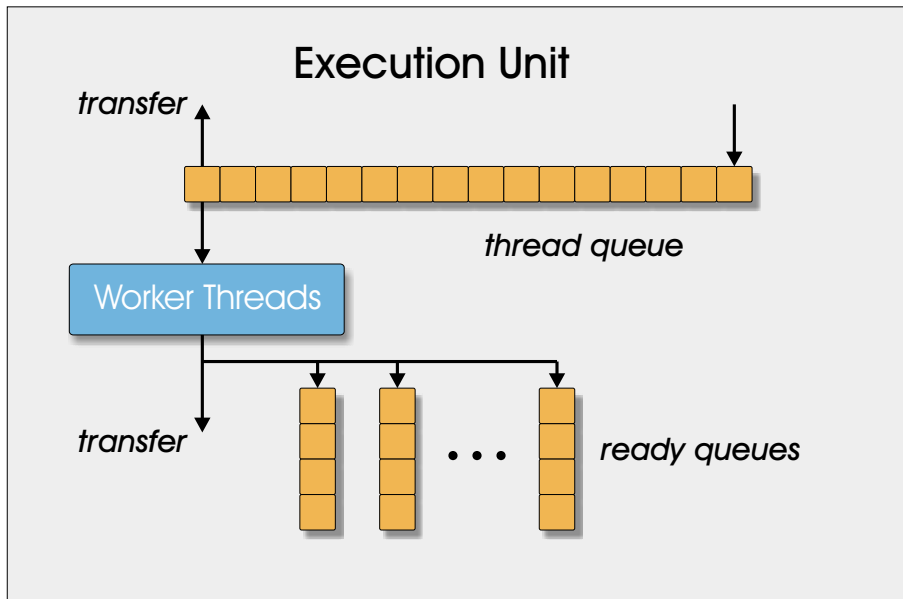 Execution Unit
transfer
thread queue
Worker Threads
transfer
ready queues